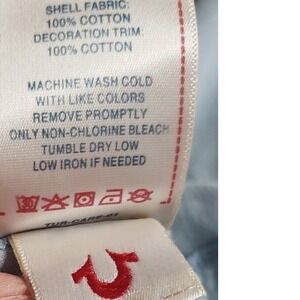 SHELL FABRIC:
100% COTTON
DECORATION TRIM:
100% COTTON
MACHINE WASH COLD
WITH LIKE COLORS
REMOVE PROMPTLY
ONLY NON-CHLORINE BLEACH
TUMBLE DRY LOW
LOW IRON IF NEEDED